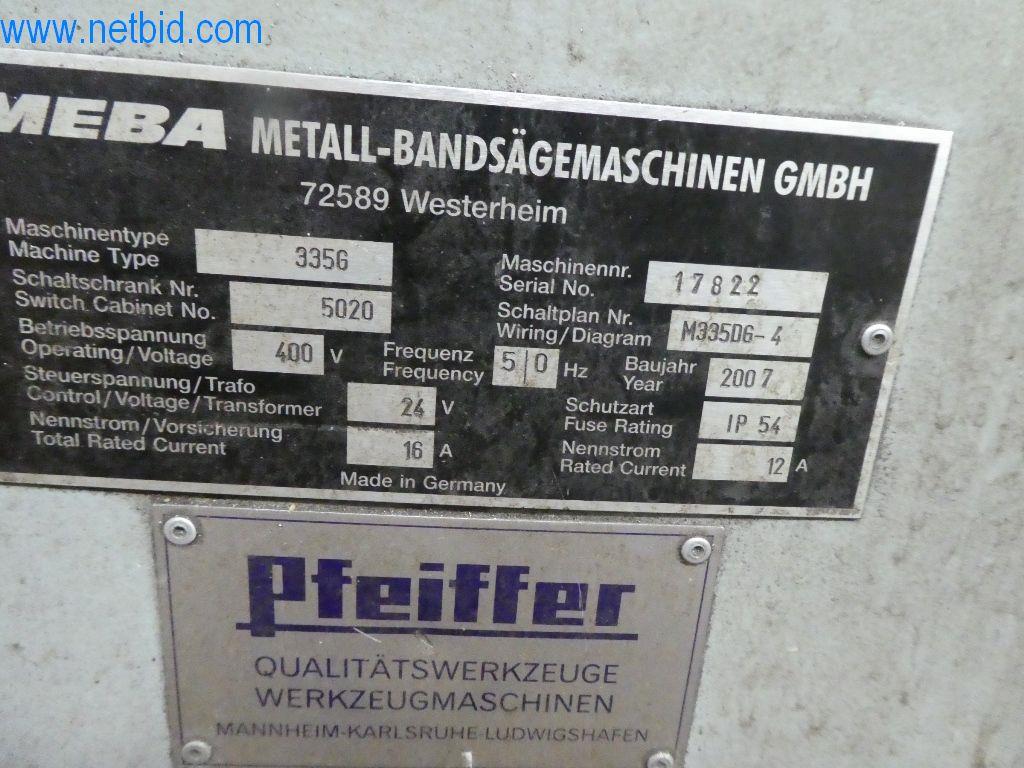 www.netbid.com
MEBA METALL-BANDSÄGEMASCHINEN GMBH
72589 Westerheim
Maschinentype
Machine Type 335G
Maschinennr.
Serial No. 17822
Schaltschrank Nr.
Switch Cabinet No. 5020
Schaltplan Nr.
Wiring/Diagram M335DG-4
Betriebsspannung
Operating/Voltage 400 V
Frequenz
Frequency 50 Hz
Baujahr
Year 2007
Steuerspannung/Trafo
Control/Voltage/Transformer 24 V
Schutzart
Fuse Rating IP 54
Nennstrom/Vorsicherung
Total Rated Current 16 A
Nennstrom
Rated Current 12 A
Made in Germany
Pfeiffer
QUALITÄTSWERKZEUGE
WERKZEUGMASCHINEN
MANNHEIM-KARLSRUHE-LUDWIGSHAFEN